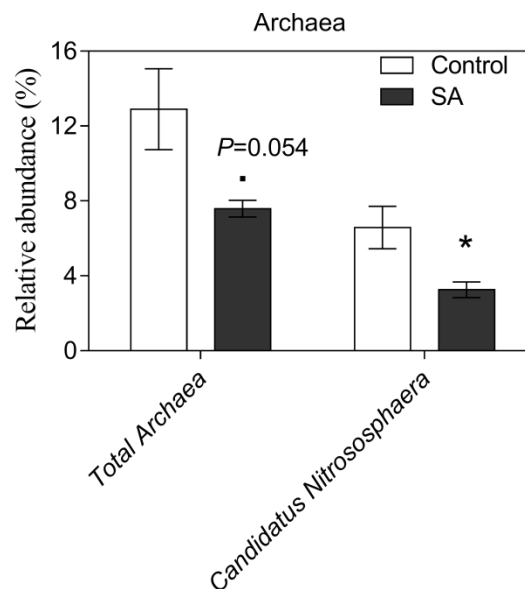 Archaea
Control
SA
Relative abundance (%)
16
12
8
4
0
P=0.054
*
Total Archaea
Candidatus Nitrososphaera